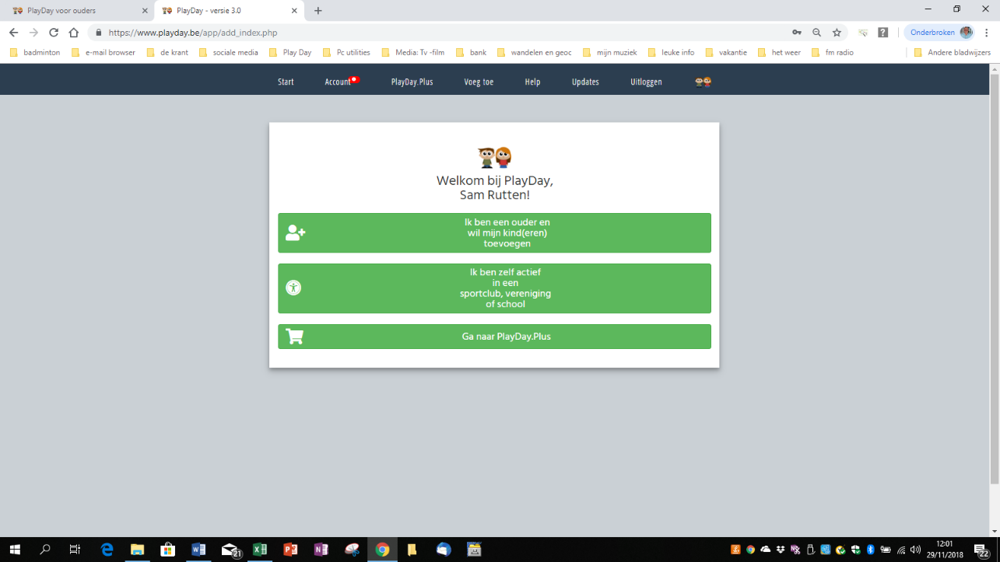 PlayDay voor ouders
PlayDay - versie 3.0
https://www.playday.be/app/add_index.php
Onderbroken
badminton
e-mail browser
de krant
sociale media
Play Day
Pc utilities
Media: Tv -film
bank
wandelen en geoc
mijn muziek
leuke info
vakantie
het weer
fm radio
Andere bladwijzers
Start
Account
PlayDay.Plus
Voeg toe
Help
Updates
Uitloggen
Welkom bij PlayDay,
Sam Rutten!
Ik ben een ouder en
wil mijn kind(eren)
toevoegen
Ik ben zelf actief
in een
sportclub, vereniging
of school
Ga naar PlayDay.Plus
21
12:01
29/11/2018
22